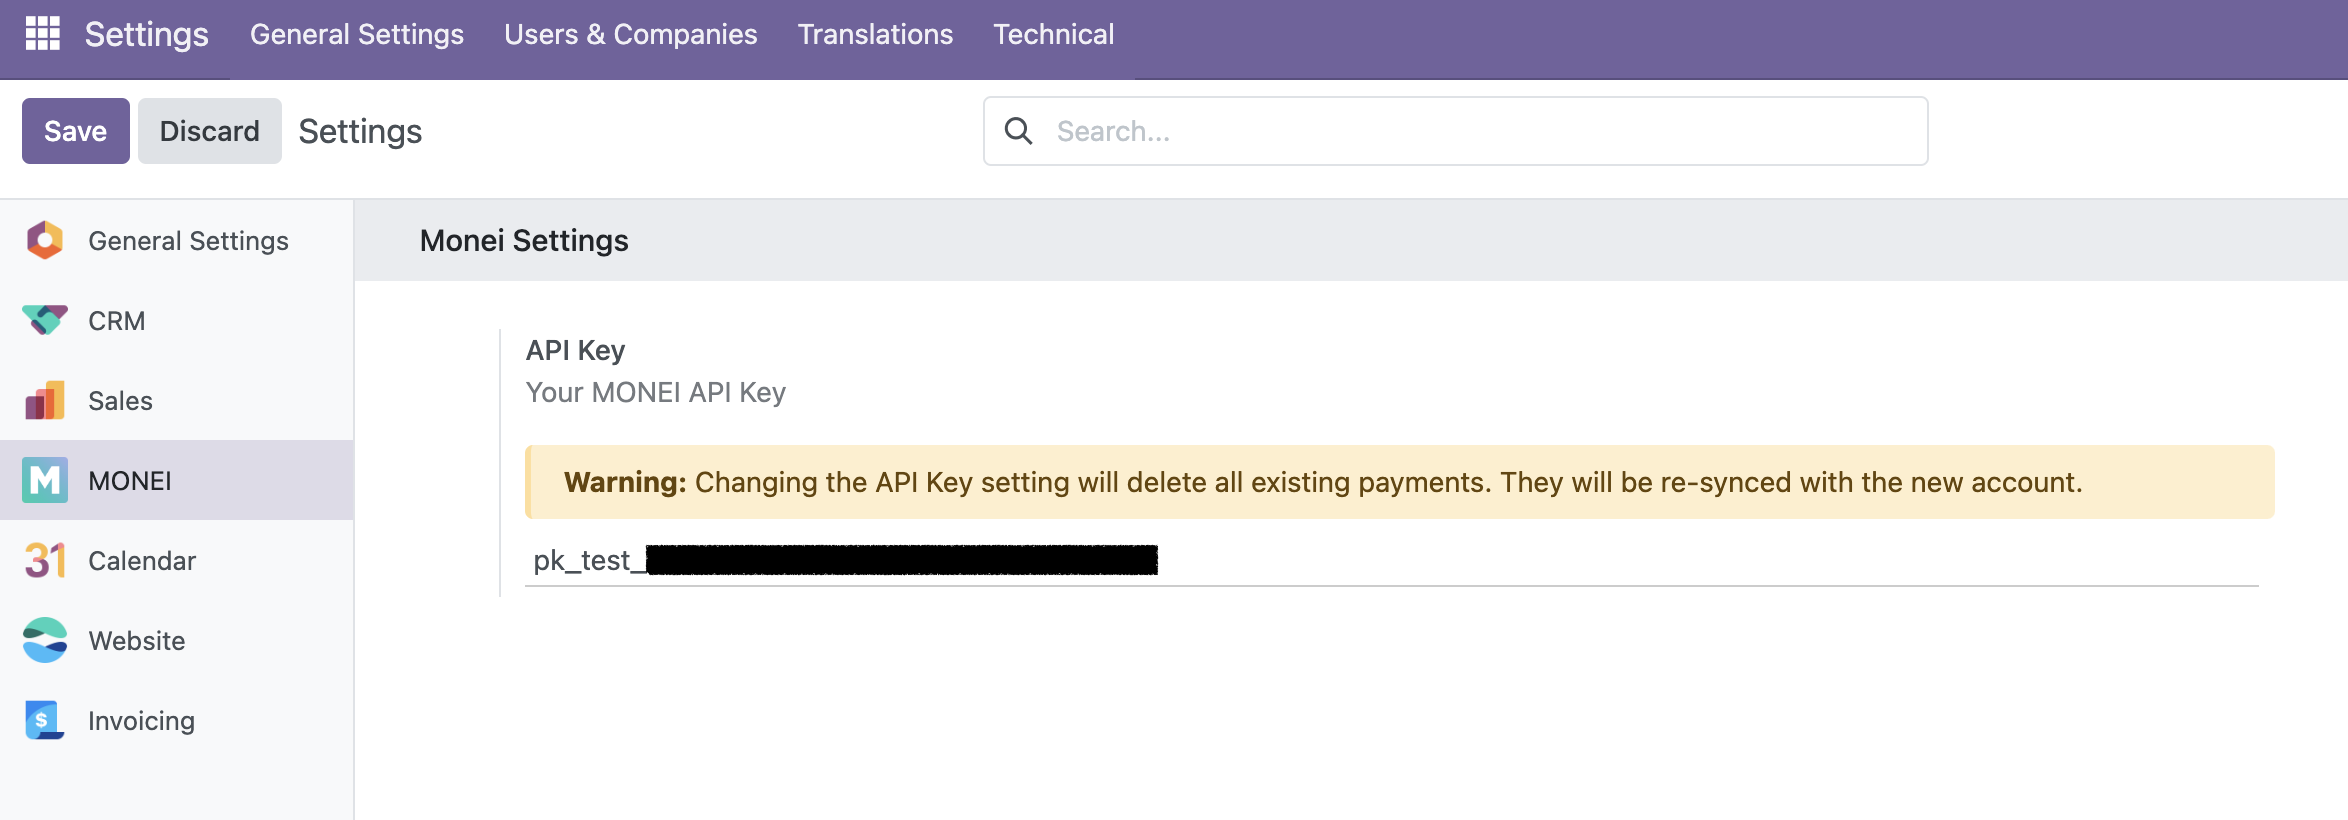 Settings General Settings Users & Companies Translations Technical
Save Discard Settings Search...
General Settings
CRM
Sales
M MONEI
31 Calendar
Website
$ Invoicing
Monei Settings
API Key
Your MONEI API Key
Warning: Changing the API Key setting will delete all existing payments. They will be re-synced with the new account.
pk_test_